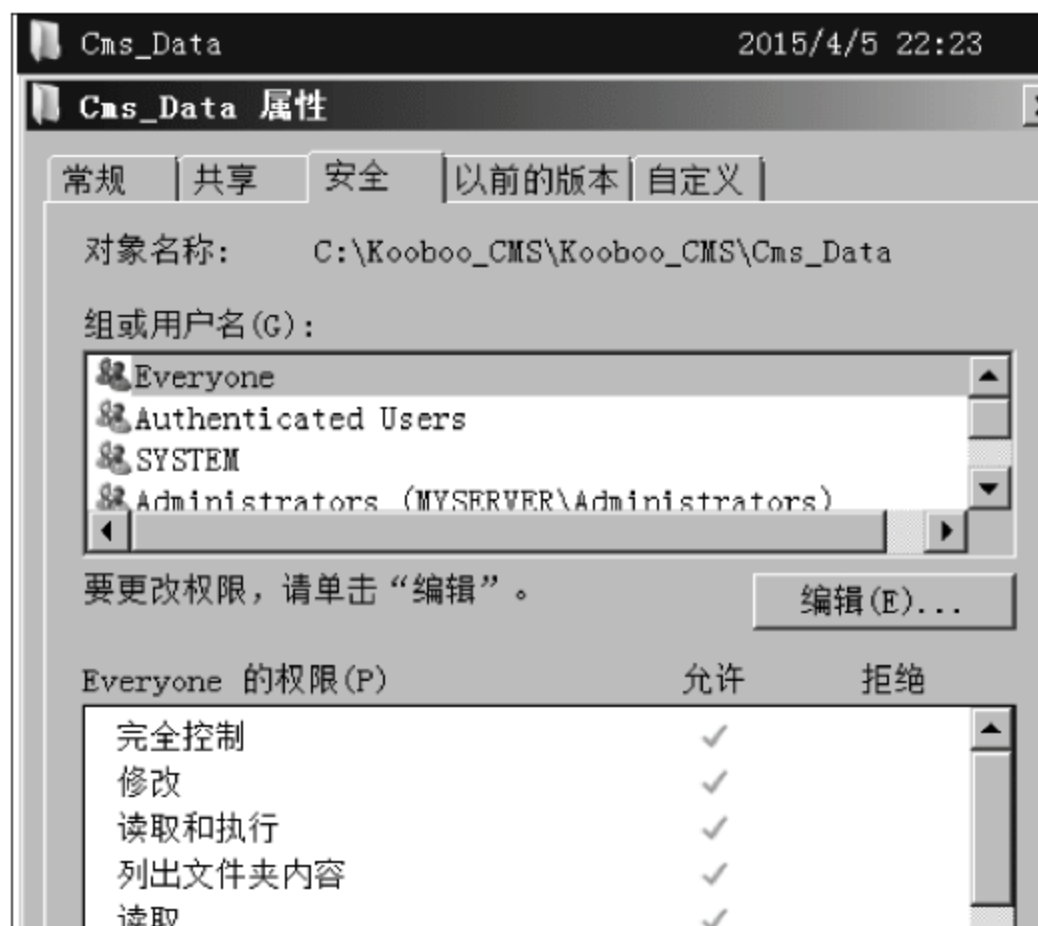 Cms_Data 2015/4/5 22:23
Cms_Data 属性
常规 共享 安全 以前的版本 自定义
对象名称: C:\Kooboo_CMS\Kooboo_CMS\Cms_Data
组或用户名(G):
Everyone
Authenticated Users
SYSTEM
Administrators (MYSERVER\Administrators)
要更改权限，请单击“编辑”。
编辑(E)...
Everyone 的权限(P) 允许 拒绝
完全控制
修改
读取和执行
列出文件夹内容
读取